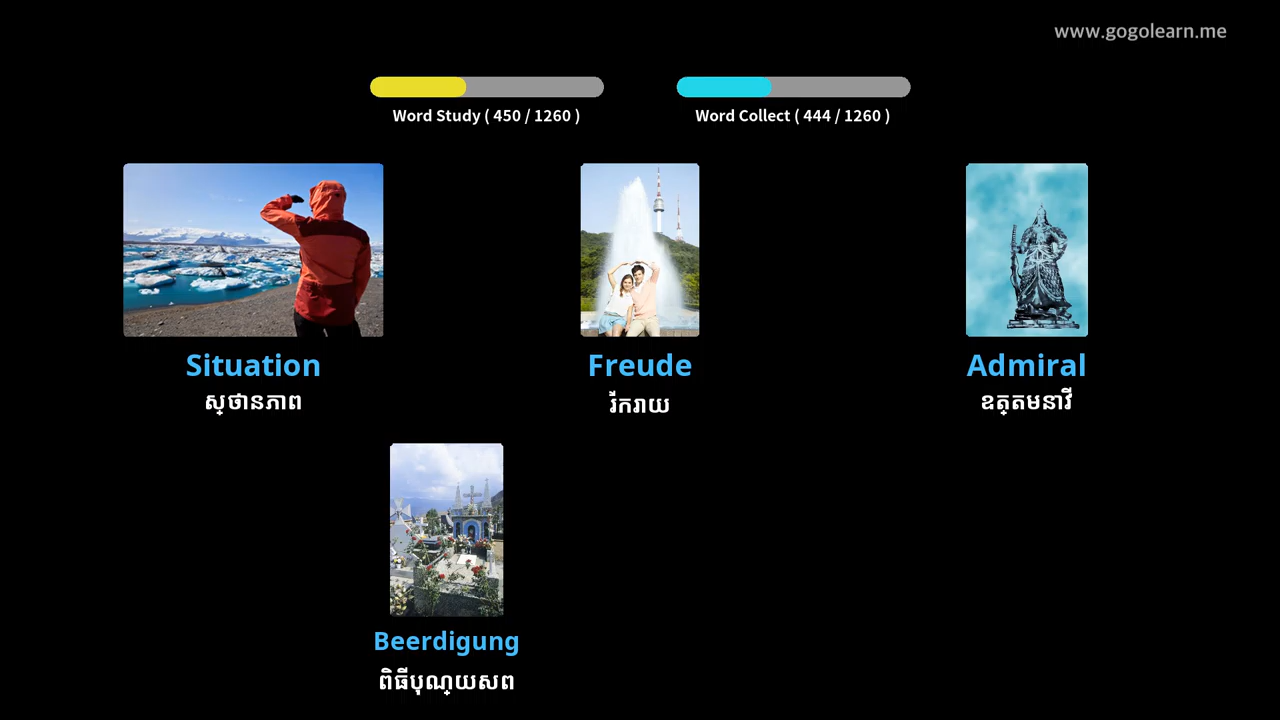 www.gogolearn.me
Word Study ( 450 / 1260 )
Word Collect ( 444 / 1260 )
Situation
ស្ថានភាព
Freude
រីករាយ
Admiral
ឧត្តមនាវី
Beerdigung
ពិធីបុណ្យសព